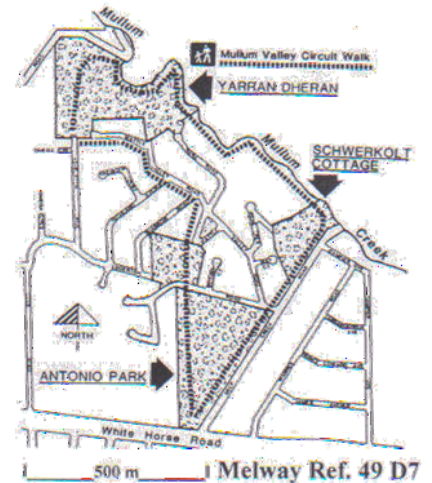 Mullum
Mullum Valley Circuit Walk
YARRAN DHERAN
Mullum
SCHWERKOLT
COTTAGE
Creek
NORTH
ANTONIO PARK
White Horse Road
500 m
Melway Ref. 49 D7